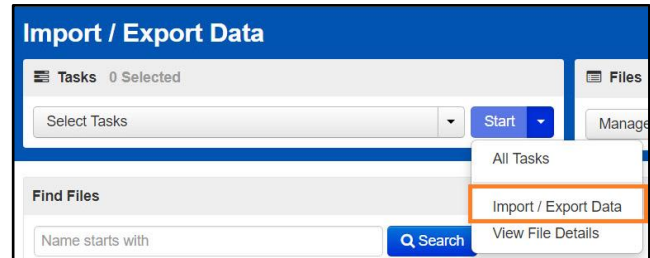 Import / Export Data
Tasks 0 Selected
Files
Select Tasks
Start
Manage
All Tasks
Find Files
Import / Export Data
Name starts with
Search
View File Details